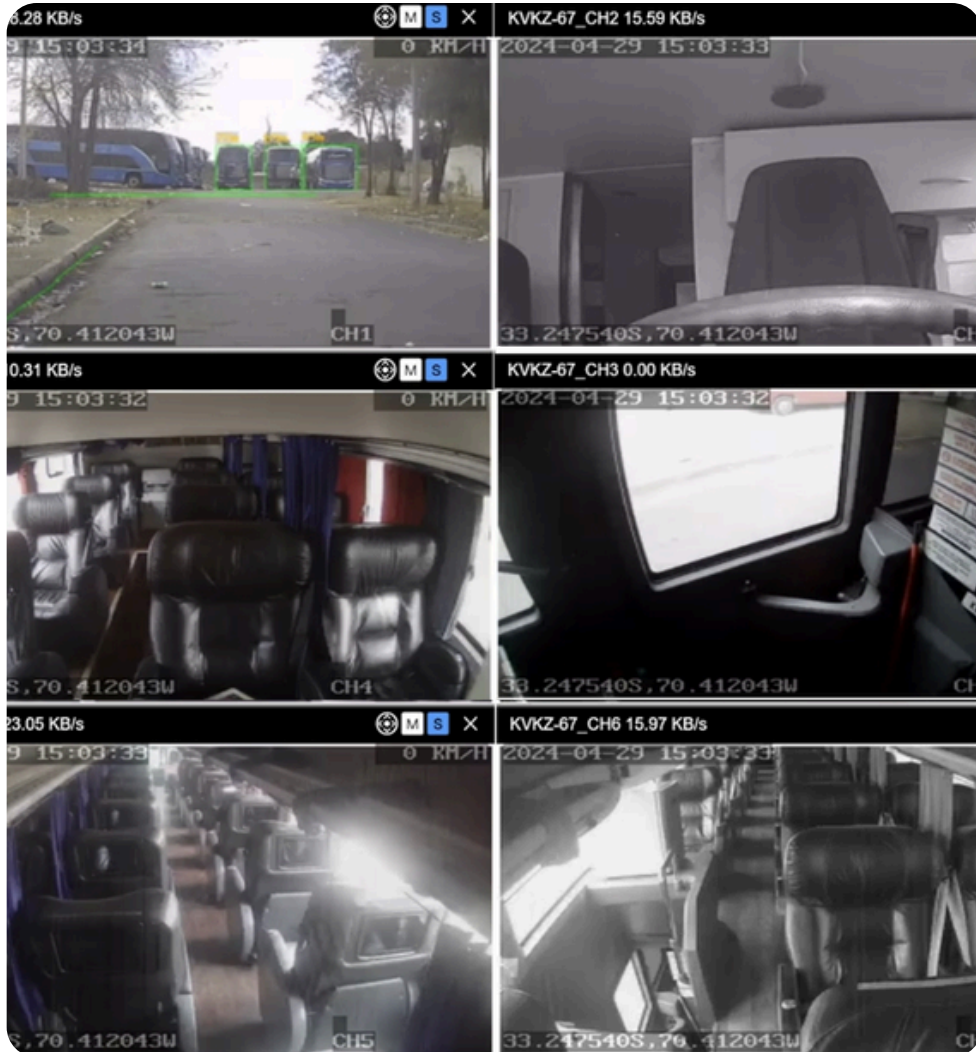 8.28 KB/s M S X
KVKZ-67_CH2 15.59 KB/s
9 15:03:34 0 KM/H
2024-04-29 15:03:33
S,70.412043W CH1
33.247540S,70.412043W CH
0.31 KB/s M S X
KVKZ-67_CH3 0.00 KB/s
9 15:03:32 0 KM/H
2024-04-29 15:03:32
S,70.412043W CH4
33.247540S,70.412043W CH
23.05 KB/s M S X
KVKZ-67_CH6 15.97 KB/s
9 15:03:33 0 KM/H
2024-04-29 15:03:33
S,70.412043W CH5
33.247540S,70.412043W